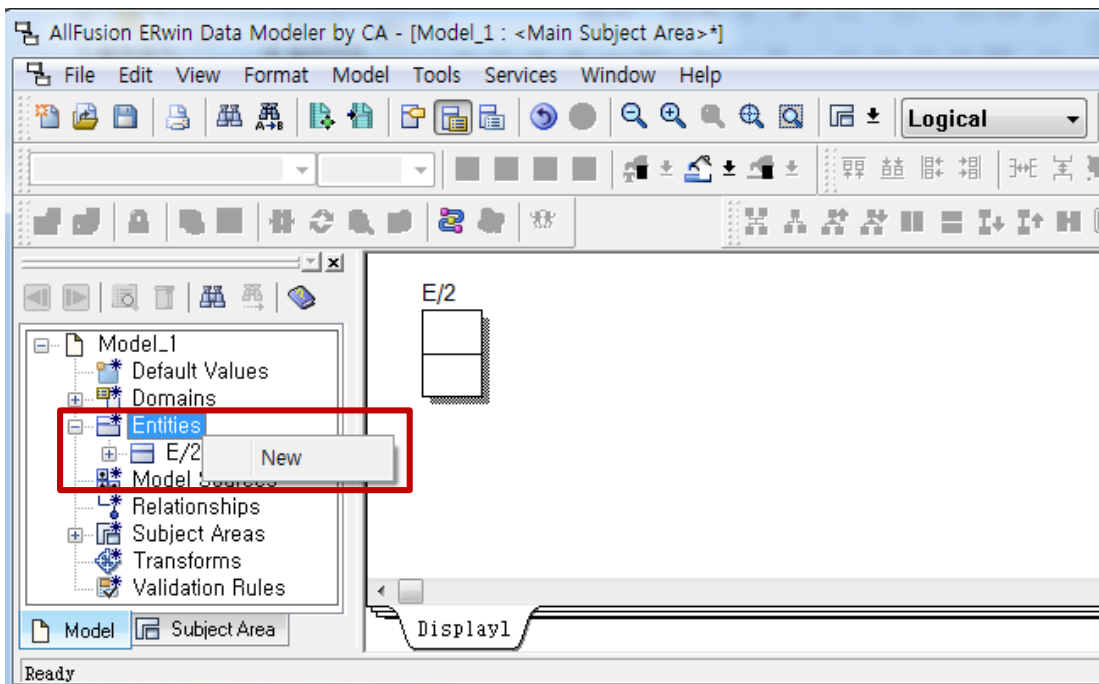 AllFusion ERwin Data Modeler by CA - [Model_1 : <Main Subject Area>*]
File Edit View Format Model Tools Services Window Help
A→B
Logical
E/2
Model_1
Default Values
Domains
Entities
E/2
New
Model Sources
Relationships
Subject Areas
Transforms
Validation Rules
Model Subject Area
Display1
Ready